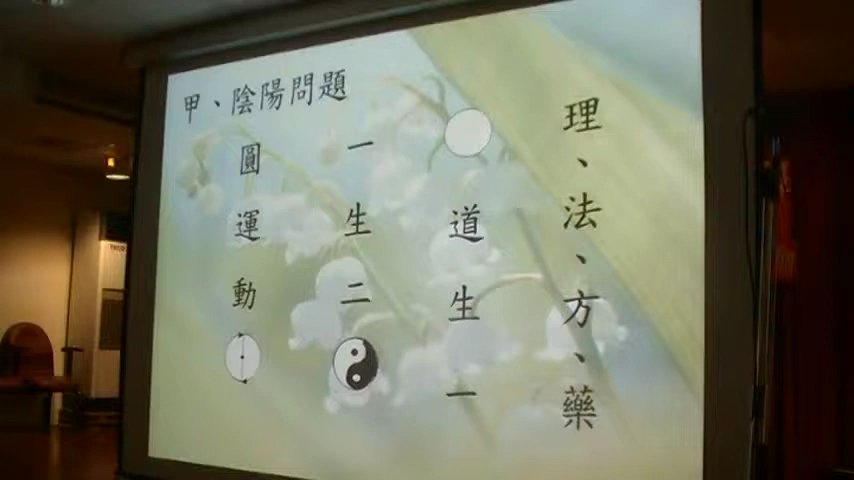 甲、陰陽問題
理、法、方、藥
道生一
一生二
圓運動